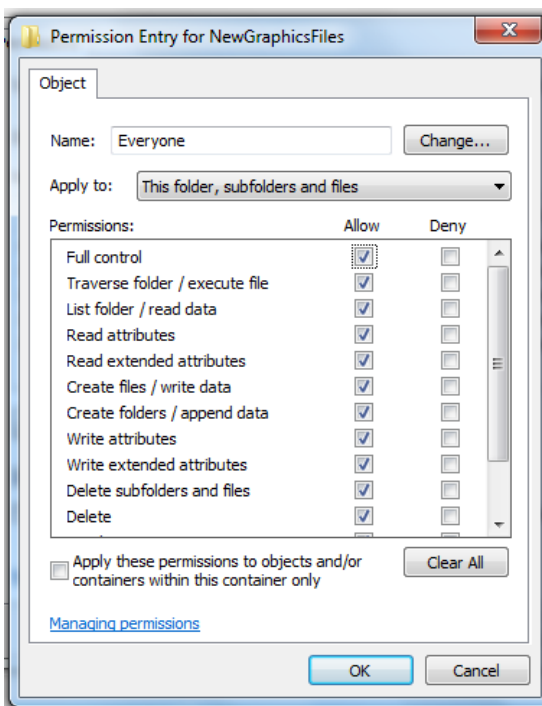 Permission Entry for NewGraphicsFiles
Object
Name: Everyone Change...
Apply to: This folder, subfolders and files
Permissions: Allow Deny
Full control
Traverse folder / execute file
List folder / read data
Read attributes
Read extended attributes
Create files / write data
Create folders / append data
Write attributes
Write extended attributes
Delete subfolders and files
Delete
Apply these permissions to objects and/or
containers within this container only
Clear All
Managing permissions
OK Cancel